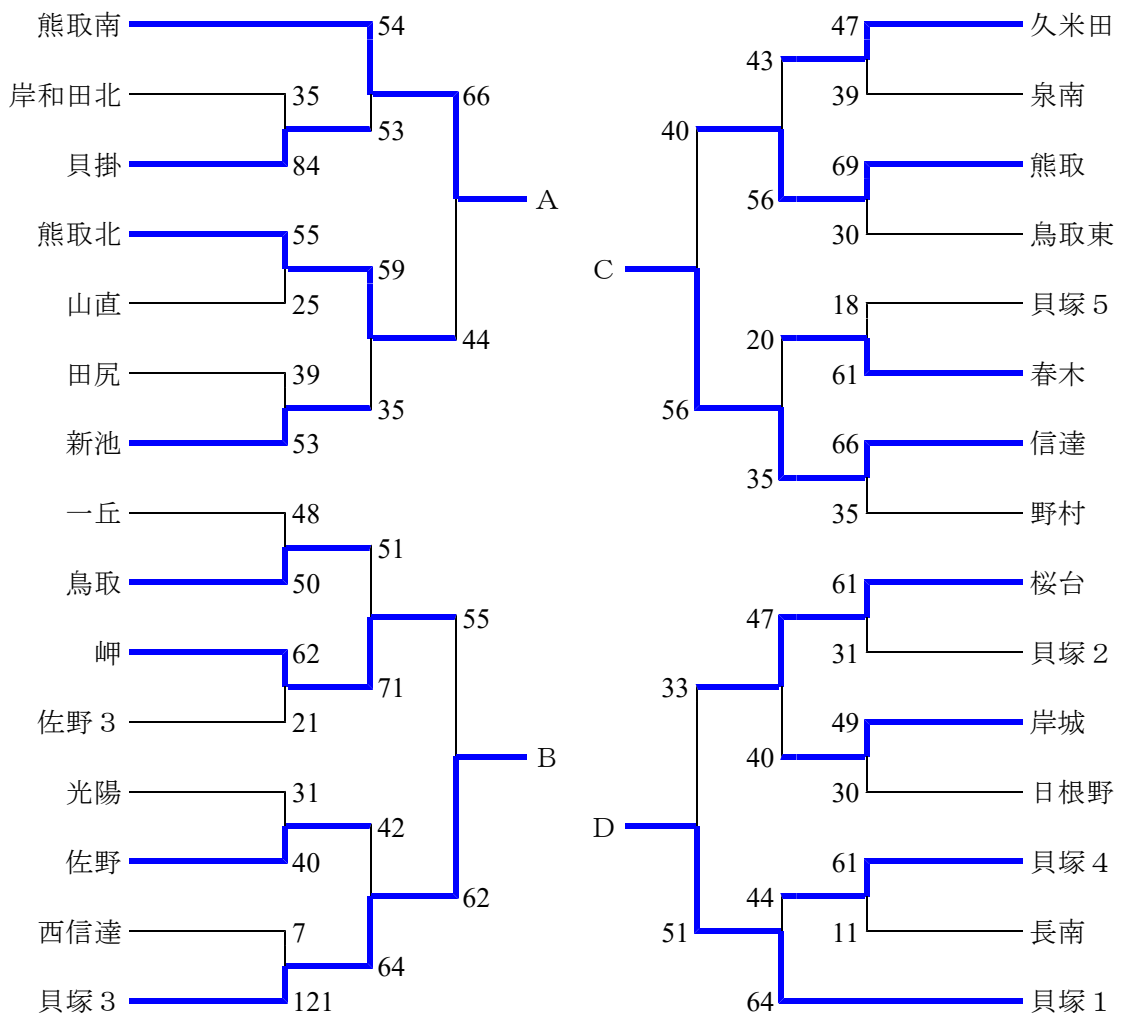 熊取南 54
岸和田北 35
66
53
貝掛 84
A
熊取北 55
59
山直 25
44
田尻 39
35
新池 53
一丘 48
51
鳥取 50
55
岬 62
71
佐野３ 21
B
光陽 31
42
佐野 40
62
西信達 7
64
貝塚３ 121
47 久米田
43
39 泉南
40
69 熊取
56
30 鳥取東
C
18 貝塚５
20
61 春木
56
66 信達
35
35 野村
61 桜台
47
31 貝塚２
33
49 岸城
40
30 日根野
D
61 貝塚４
44
11 長南
51
64 貝塚１